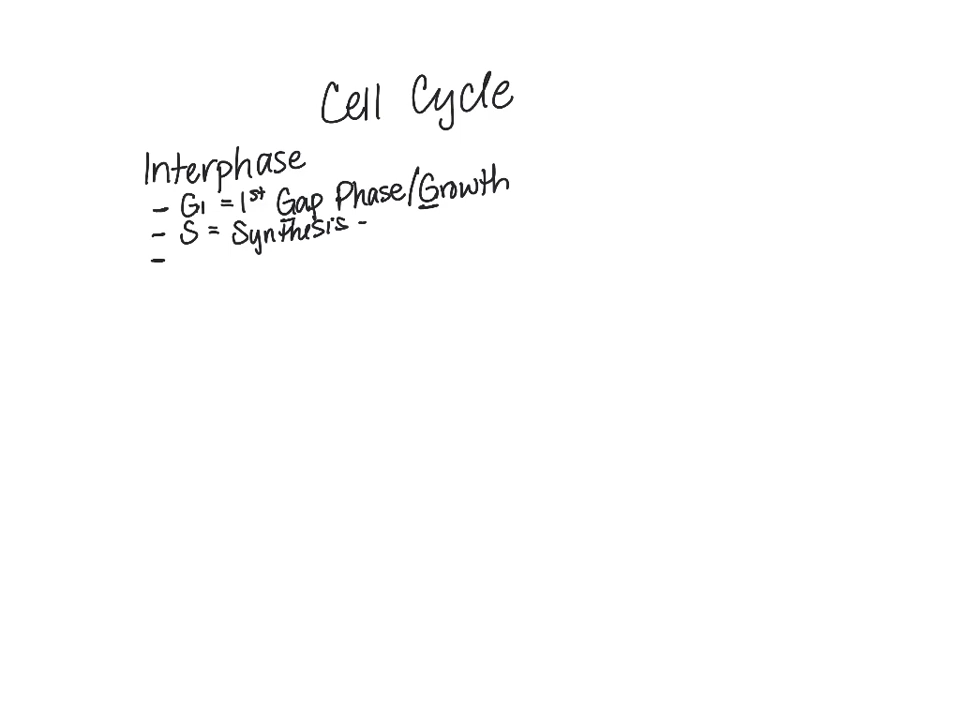 Cell Cycle
Interphase
- G1 = 1st Gap Phase/Growth
- S = Synthesis -
-